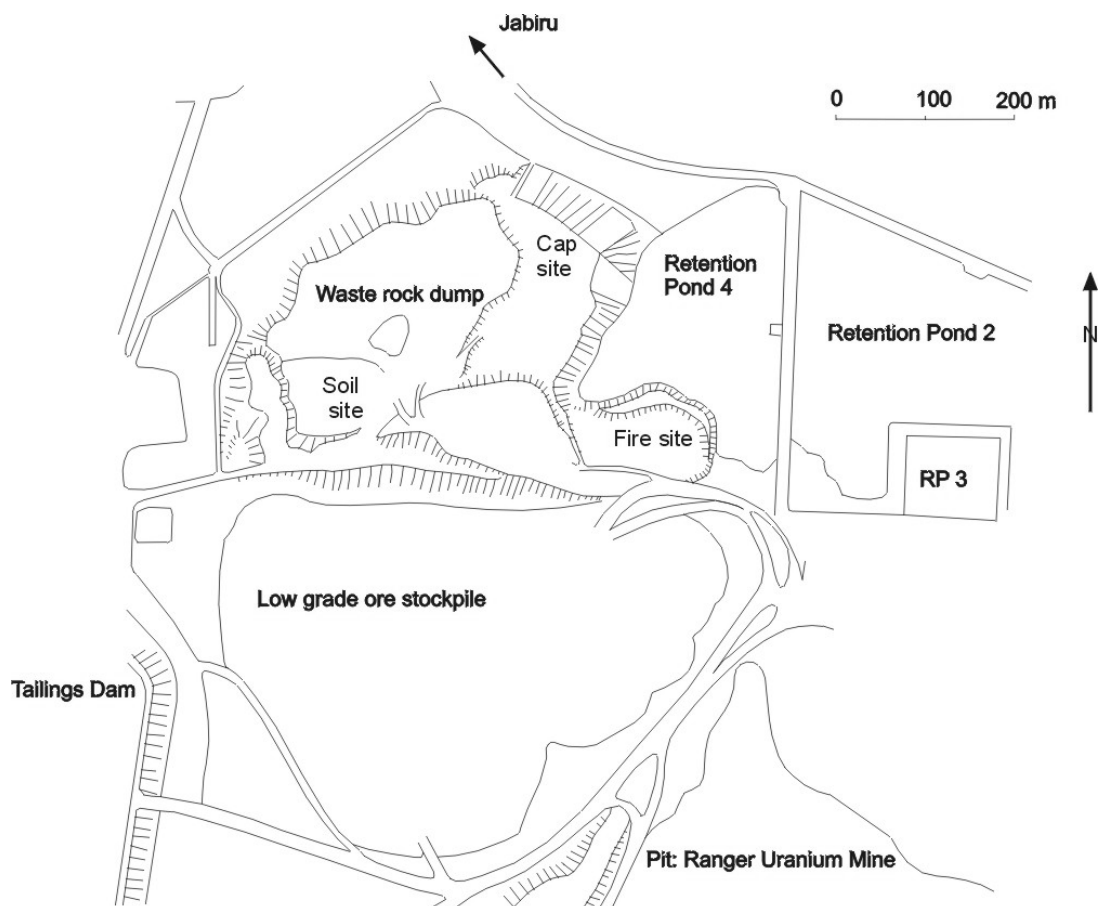 Jabiru
0 100 200 m
Cap
site
Retention
Pond 4
Waste rock dump
N
Retention Pond 2
Soil
site
Fire site
RP 3
Low grade ore stockpile
Tailings Dam
Pit: Ranger Uranium Mine